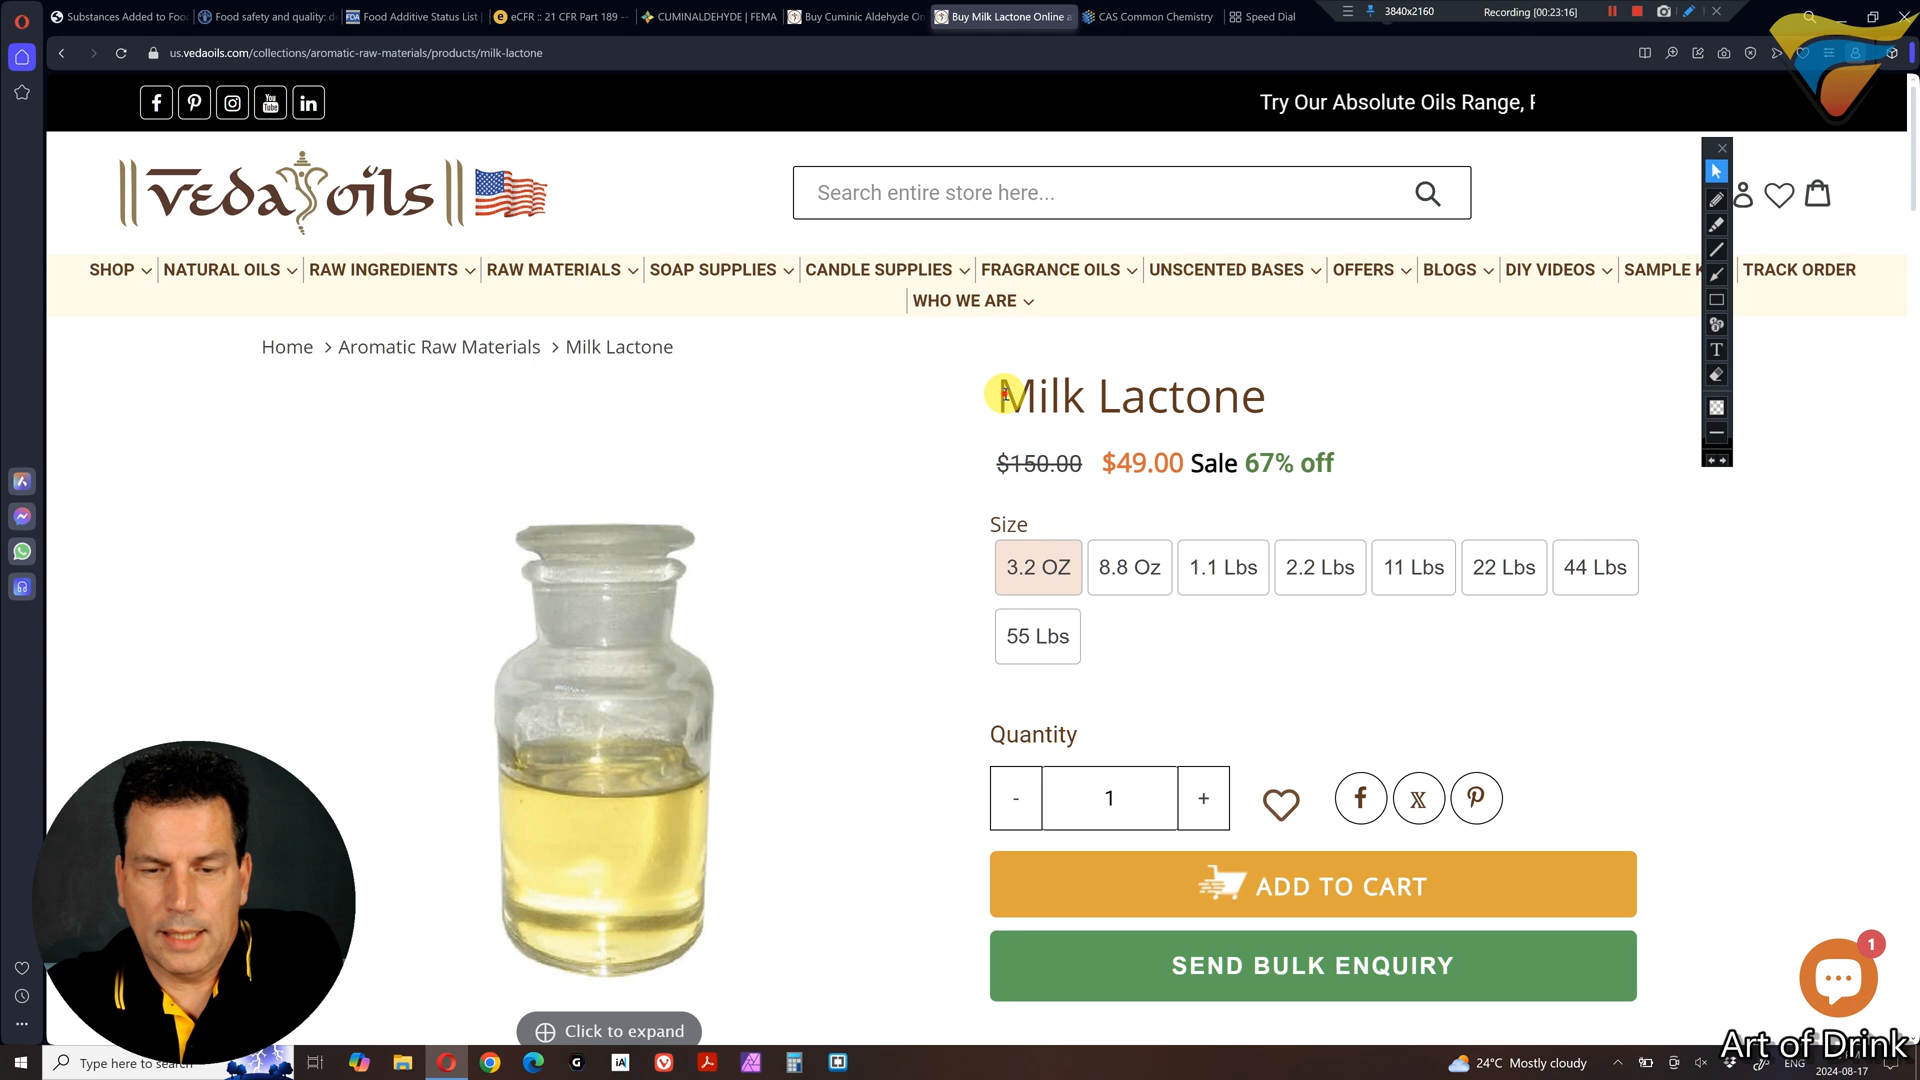 Substances Added to Foo
Food safety and quality: d
FDA Food Additive Status List
e eCFR :: 21 CFR Part 189 --
CUMINALDEHYDE | FEMA
Buy Cuminic Aldehyde On
Buy Milk Lactone Online a
CAS Common Chemistry
Speed Dial
3840x2160
Recording [00:23:16]
us.vedaoils.com/collections/aromatic-raw-materials/products/milk-lactone
Try Our Absolute Oils Range, F
veda oils
Search entire store here...
SHOP
NATURAL OILS
RAW INGREDIENTS
RAW MATERIALS
SOAP SUPPLIES
CANDLE SUPPLIES
FRAGRANCE OILS
UNSCENTED BASES
OFFERS
BLOGS
DIY VIDEOS
SAMPLE K
TRACK ORDER
WHO WE ARE
Home > Aromatic Raw Materials > Milk Lactone
Milk Lactone
$150.00 $49.00 Sale 67% off
Size
3.2 OZ
8.8 Oz
1.1 Lbs
2.2 Lbs
11 Lbs
22 Lbs
44 Lbs
55 Lbs
Quantity
- 1 +
ADD TO CART
SEND BULK ENQUIRY
1
Click to expand
Art of Drink
Type here to search
24°C Mostly cloudy
ENG
2024-08-17